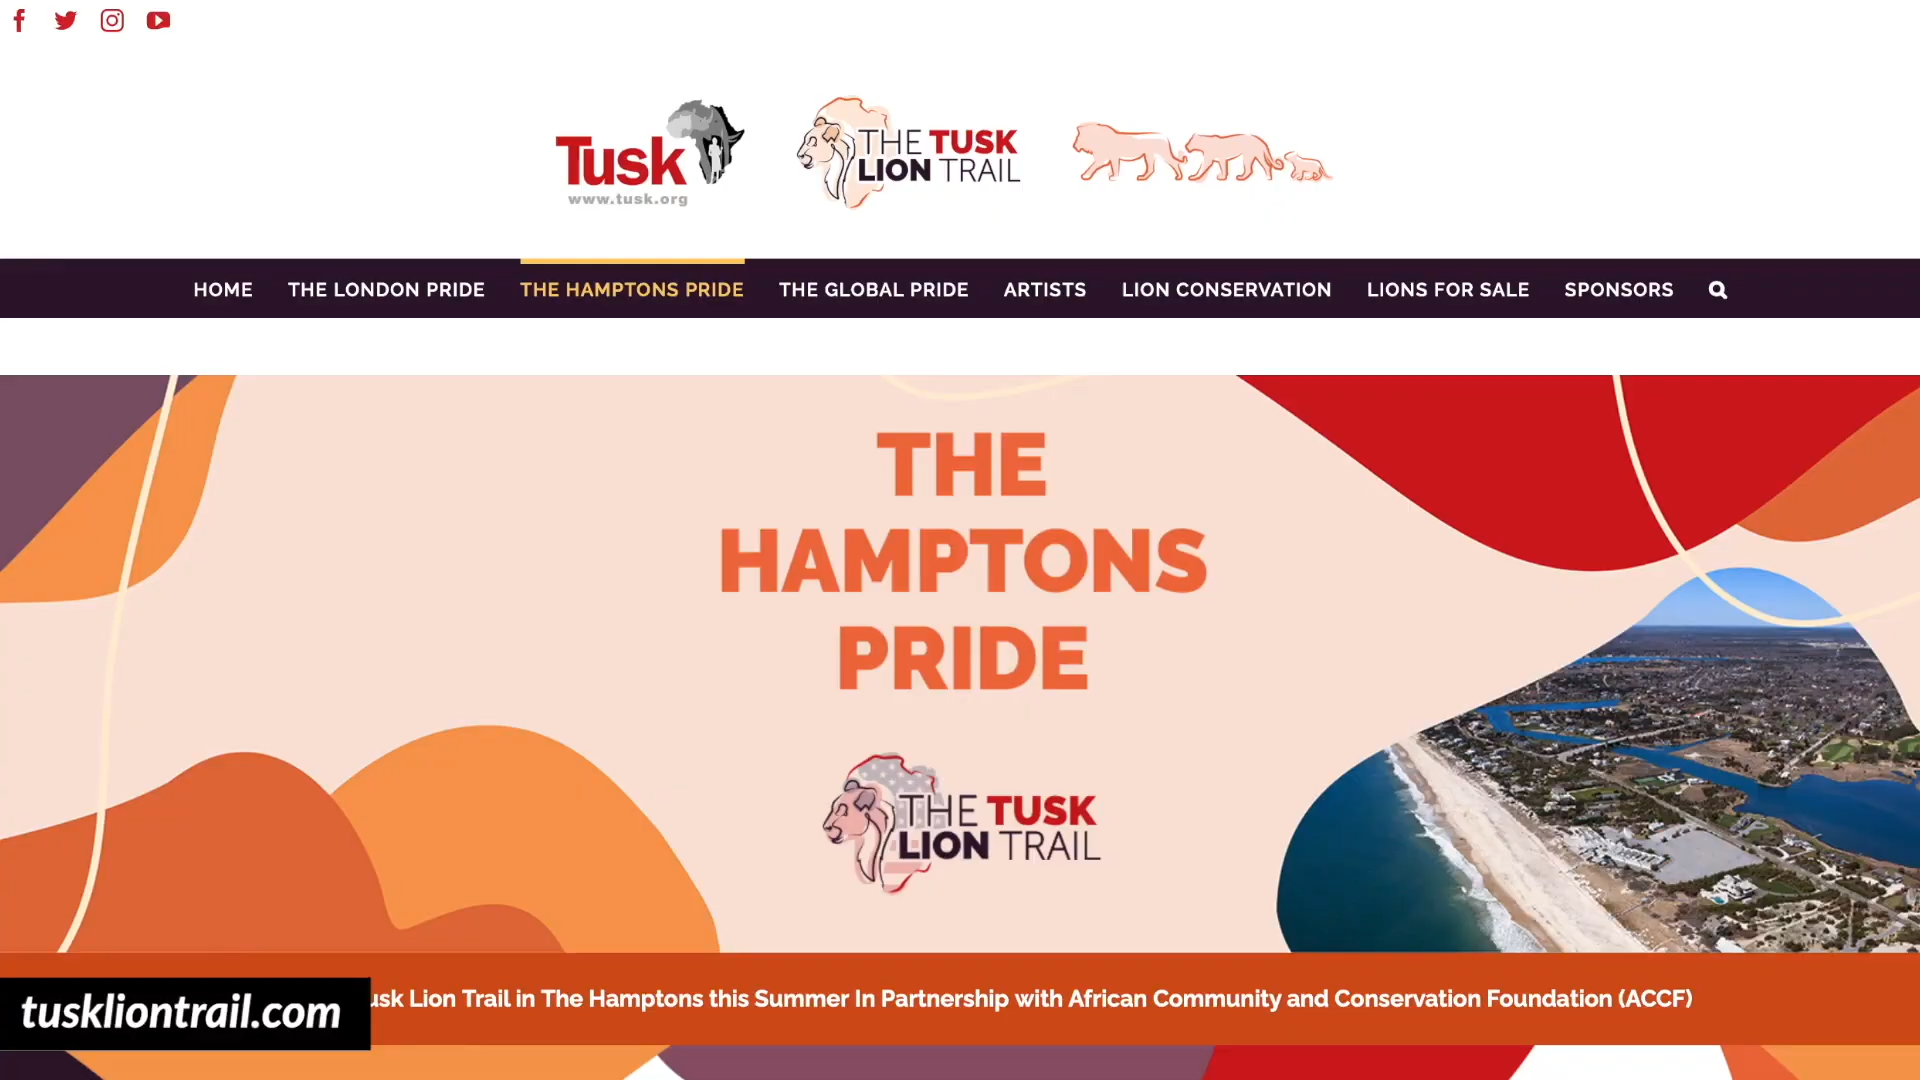 Tusk
www.tusk.org
THE TUSK
LION TRAIL
HOME THE LONDON PRIDE THE HAMPTONS PRIDE THE GLOBAL PRIDE ARTISTS LION CONSERVATION LIONS FOR SALE SPONSORS
THE
HAMPTONS
PRIDE
THE TUSK
LION TRAIL
usk Lion Trail in The Hamptons this Summer In Partnership with African Community and Conservation Foundation (ACCF)
tuskliontrail.com